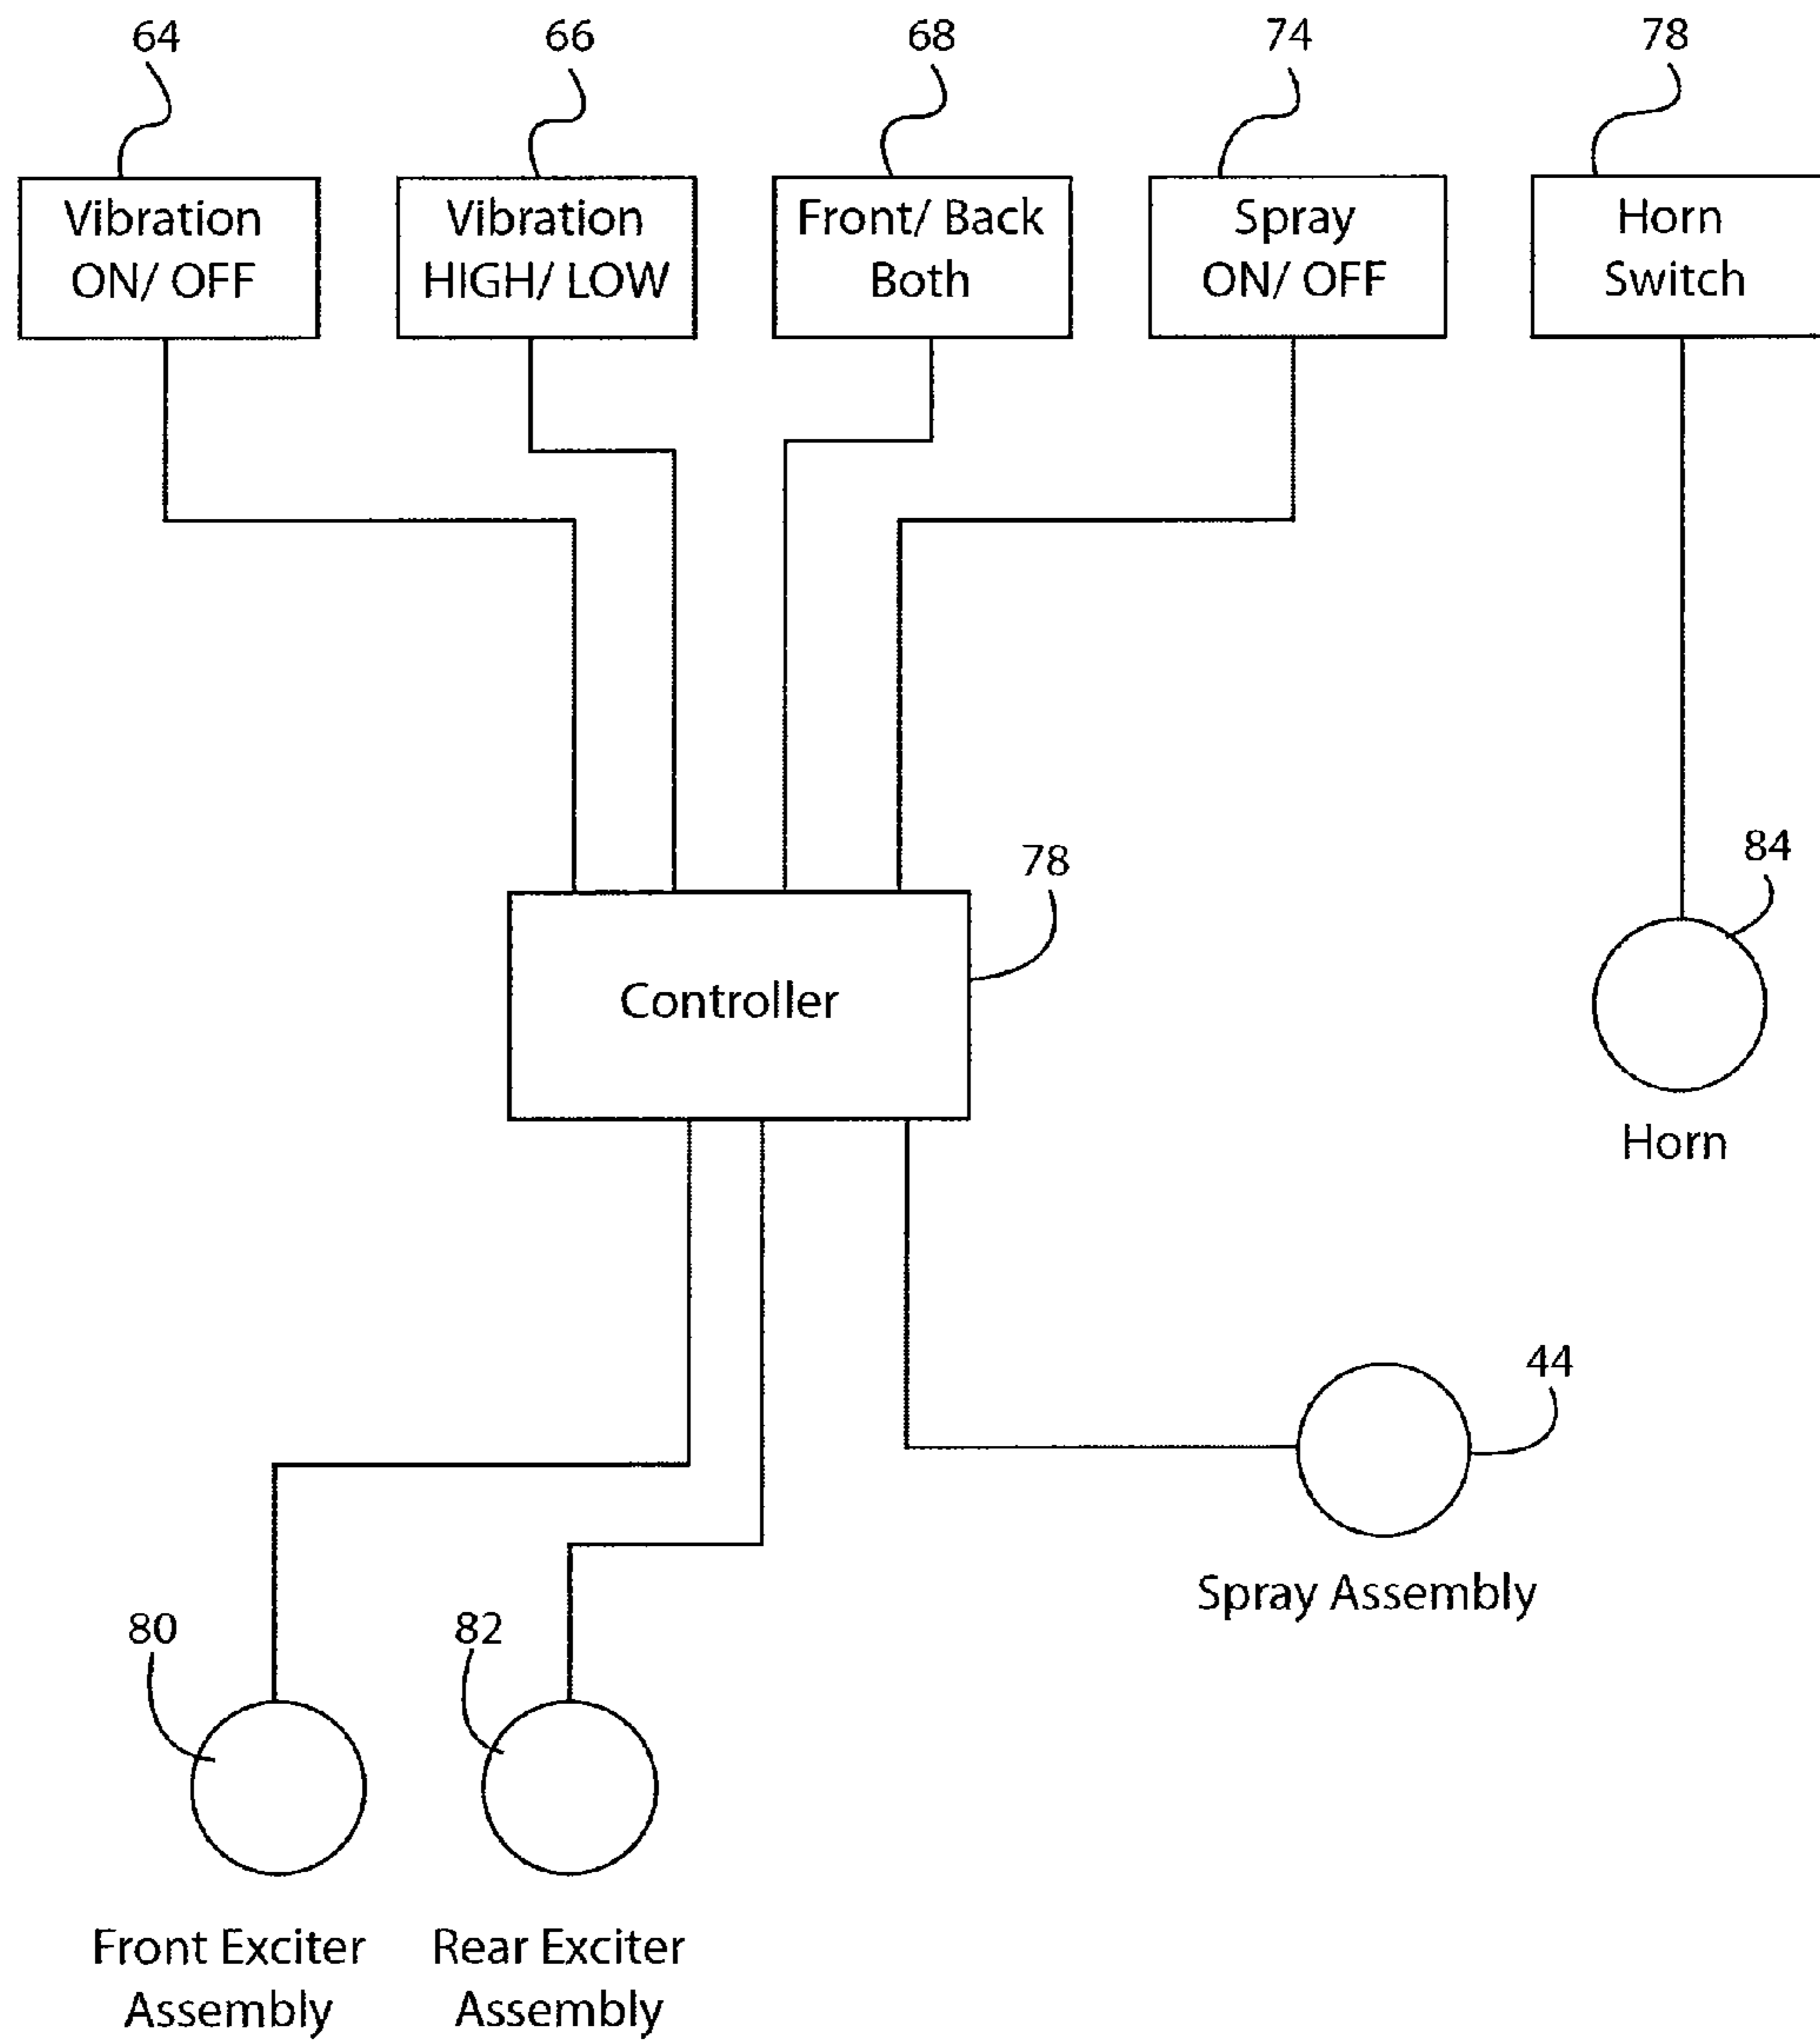 64
66
68
74
78
Vibration
ON/ OFF
Vibration
HIGH/ LOW
Front/ Back
Both
Spray
ON/ OFF
Horn
Switch
84
78
Controller
Horn
44
Spray Assembly
80
82
Front Exciter
Assembly
Rear Exciter
Assembly